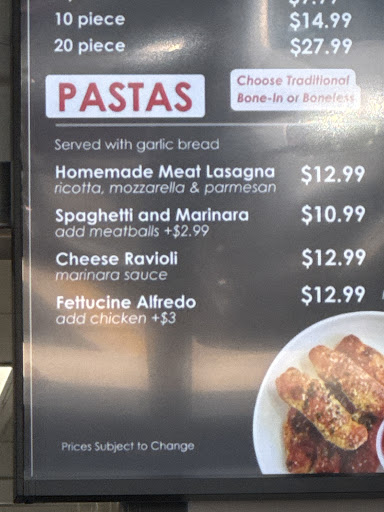 10 piece $14.99
20 piece $27.99
PASTAS
Choose Traditional
Bone-In or Boneless
Served with garlic bread
Homemade Meat Lasagna $12.99
ricotta, mozzarella & parmesan
Spaghetti and Marinara $10.99
add meatballs +$2.99
Cheese Ravioli $12.99
marinara sauce
Fettucine Alfredo $12.99
add chicken +$3
Prices Subject to Change